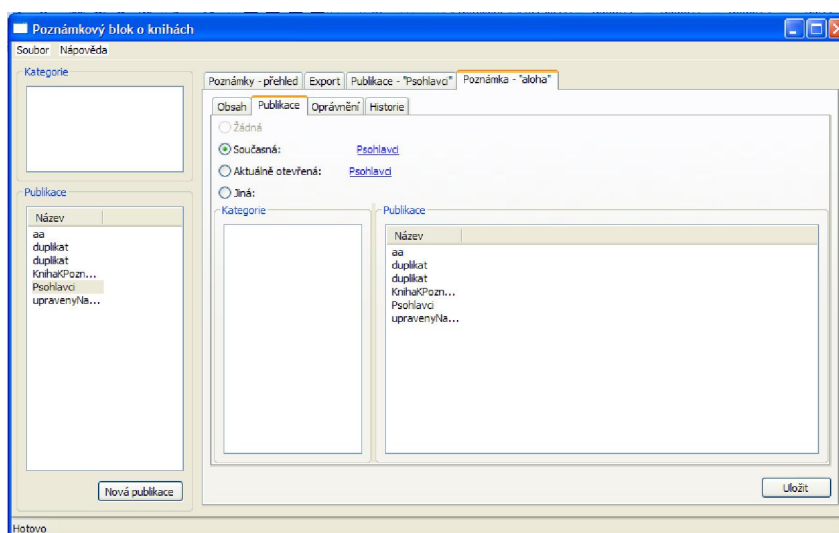 Poznámkový blok o knihách
Soubor Nápověda
Kategorie
Publikace
Název
aa
duplikat
duplikat
KnihaKPozn...
Psohlavci
upravenyNa...
Nová publikace
Poznámky - přehled Export Publikace - "Psohlavci" Poznámka - "aloha"
Obsah Publikace Oprávnění Historie
Žádná
Současná: Psohlavci
Aktuálně otevřená: Psohlavci
Jiná:
Kategorie
Publikace
Název
aa
duplikat
duplikat
KnihaKPozn...
Psohlavci
upravenyNa...
Uložit
Hotovo